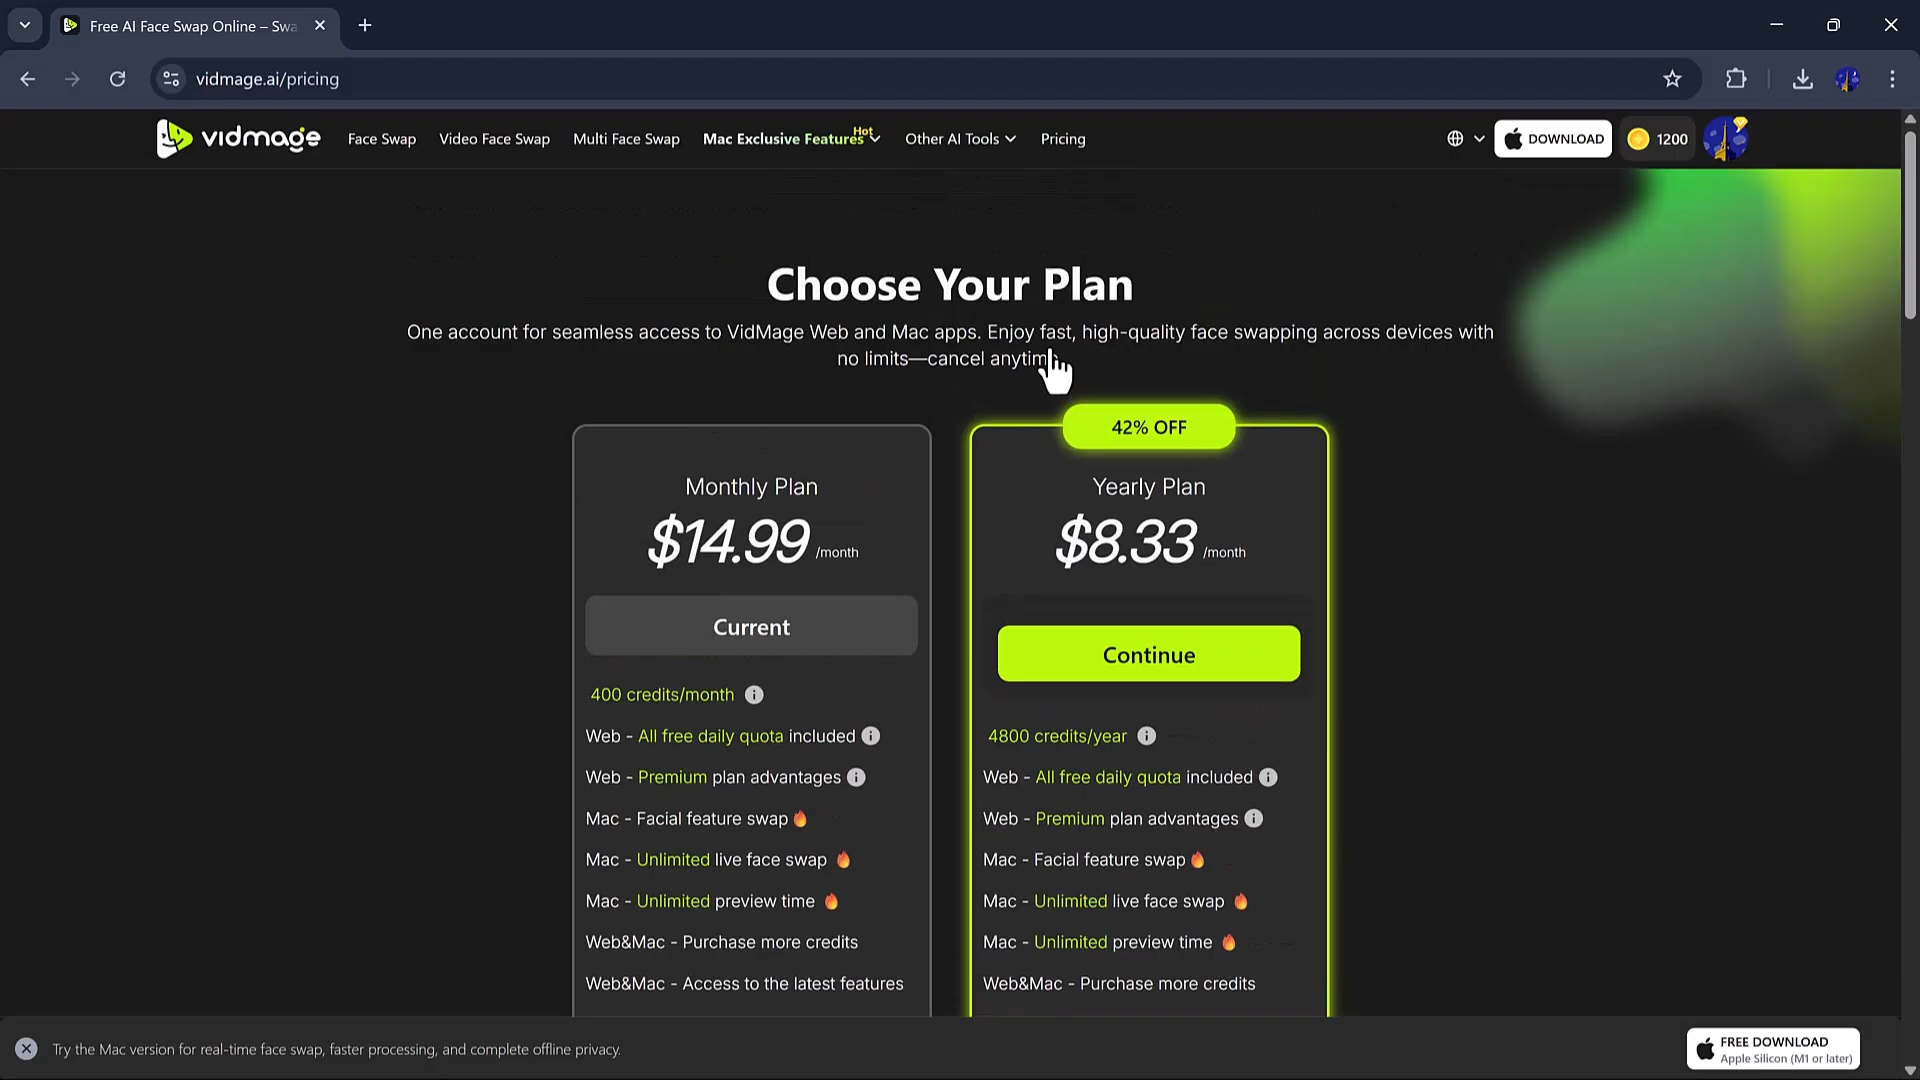 Free AI Face Swap Online – Swa
vidmage.ai/pricing
vidmage
Face Swap
Video Face Swap
Multi Face Swap
Mac Exclusive Features
Hot
Other AI Tools
Pricing
DOWNLOAD
1200
Choose Your Plan
One account for seamless access to VidMage Web and Mac apps. Enjoy fast, high-quality face swapping across devices with
no limits—cancel anytim
42% OFF
Monthly Plan
$14.99 /month
Current
400 credits/month
Web - All free daily quota included
Web - Premium plan advantages
Mac - Facial feature swap🔥
Mac - Unlimited live face swap 🔥
Mac - Unlimited preview time 🔥
Web&Mac - Purchase more credits
Web&Mac - Access to the latest features
Yearly Plan
$8.33 /month
Continue
4800 credits/year
Web - All free daily quota included
Web - Premium plan advantages
Mac - Facial feature swap🔥
Mac - Unlimited live face swap 🔥
Mac - Unlimited preview time 🔥
Web&Mac - Purchase more credits
Try the Mac version for real-time face swap, faster processing, and complete offline privacy.
FREE DOWNLOAD
Apple Silicon (M1 or later)